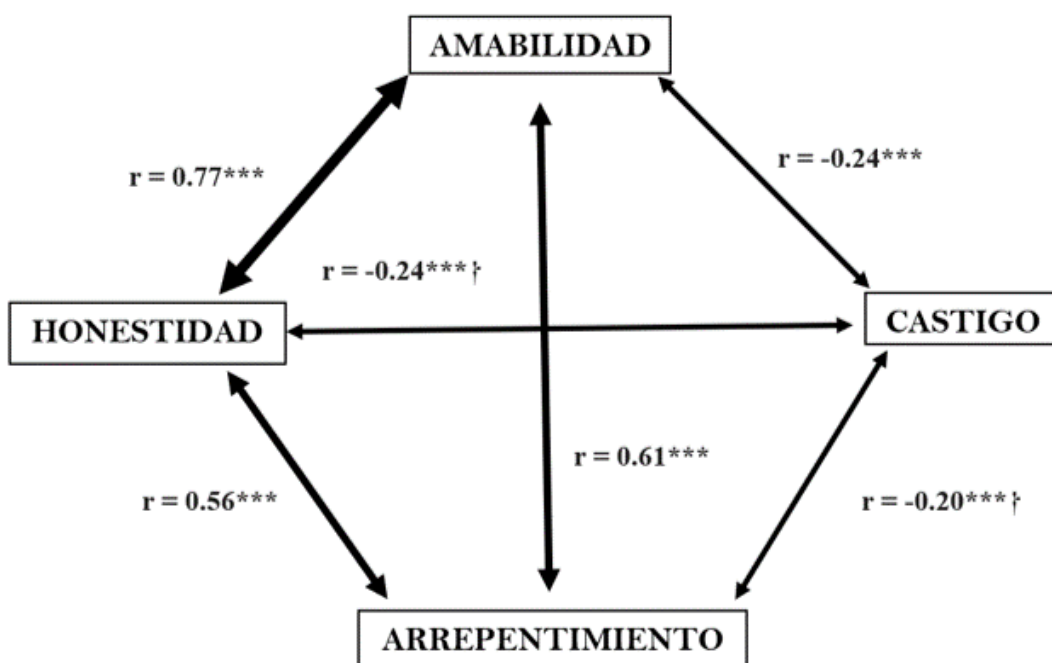 AMABILIDAD
r = 0.77***
r = -0.24***
r = -0.24***†
HONESTIDAD
CASTIGO
r = 0.61***
r = 0.56***
r = -0.20***†
ARREPENTIMIENTO